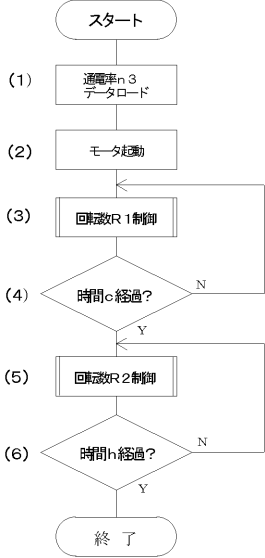 スタート
(1)
通電率n3
データロード
(2)
モータ起動
(3)
回転数R1制御
(4)
時間c経過?
N
Y
(5)
回転数R2制御
(6)
時間h経過?
N
Y
終 了